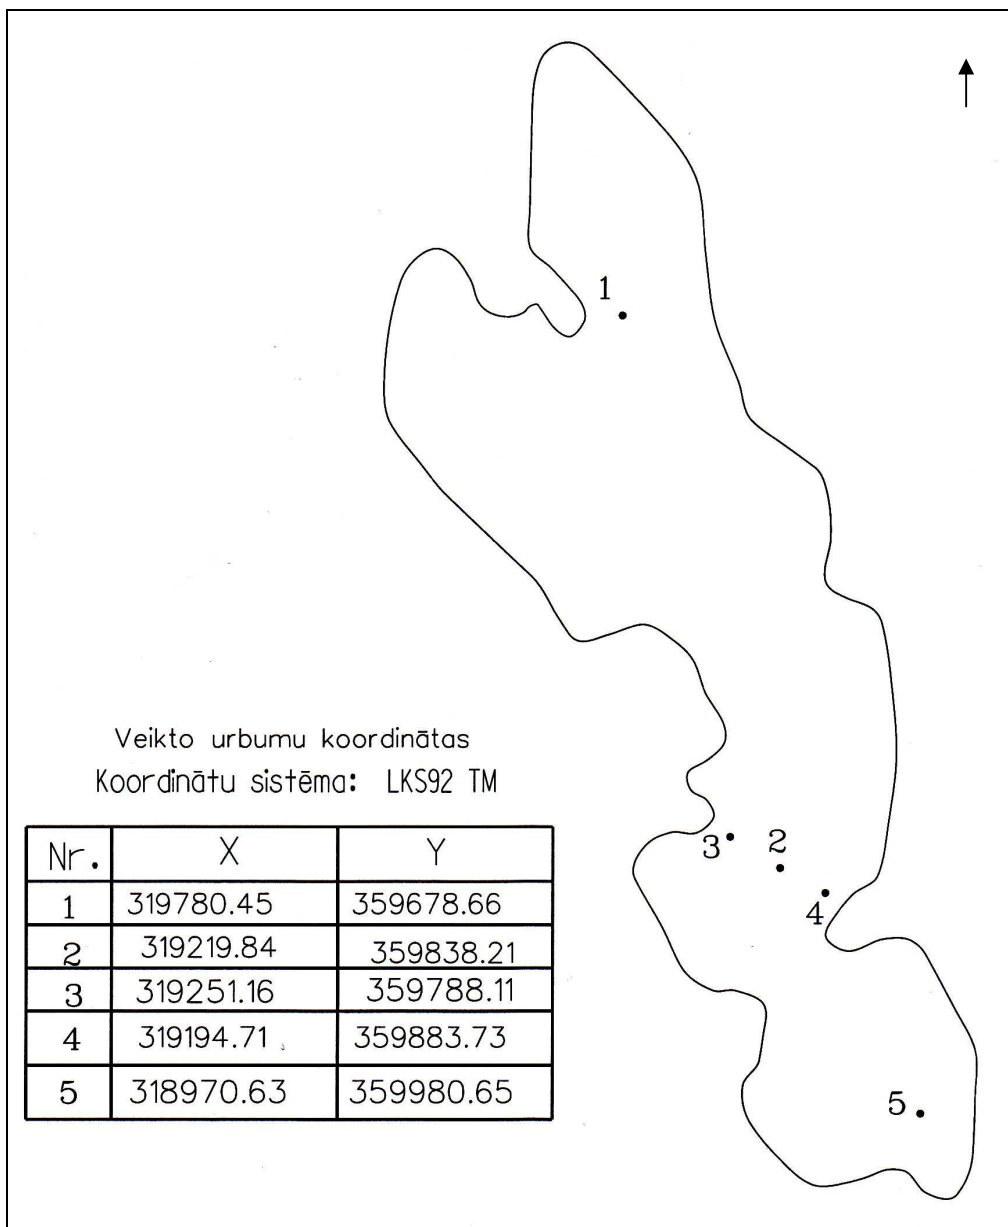 1
Veikto urbumu koordinātas
Koordinātu sistēma: LKS92 TM
3 2
4
Nr. X Y
1 319780.45 359678.66
2 319219.84 359838.21
3 319251.16 359788.11
4 319194.71 359883.73
5 318970.63 359980.65
5